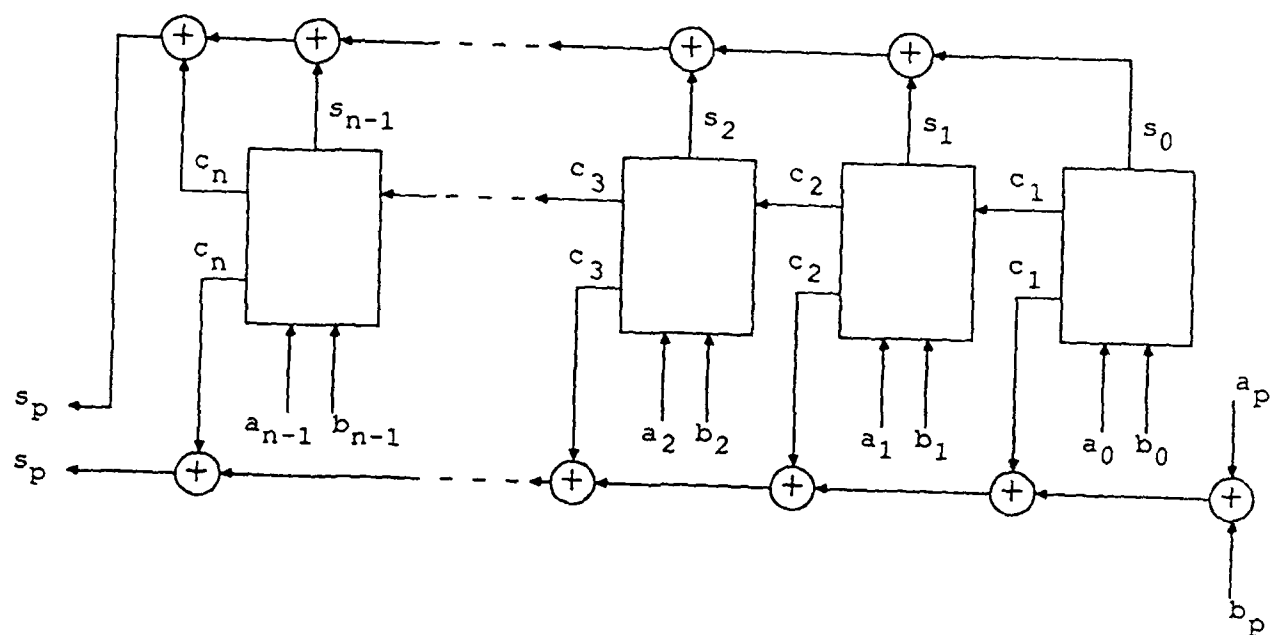 + + + +
s_{n-1} s_2 s_1 s_0
c_n c_3 c_2 c_1
c_n c_3 c_2 c_1
s_p a_{n-1} b_{n-1} a_2 b_2 a_1 b_1 a_0 b_0 a_p
s_p + + + + +
b_p